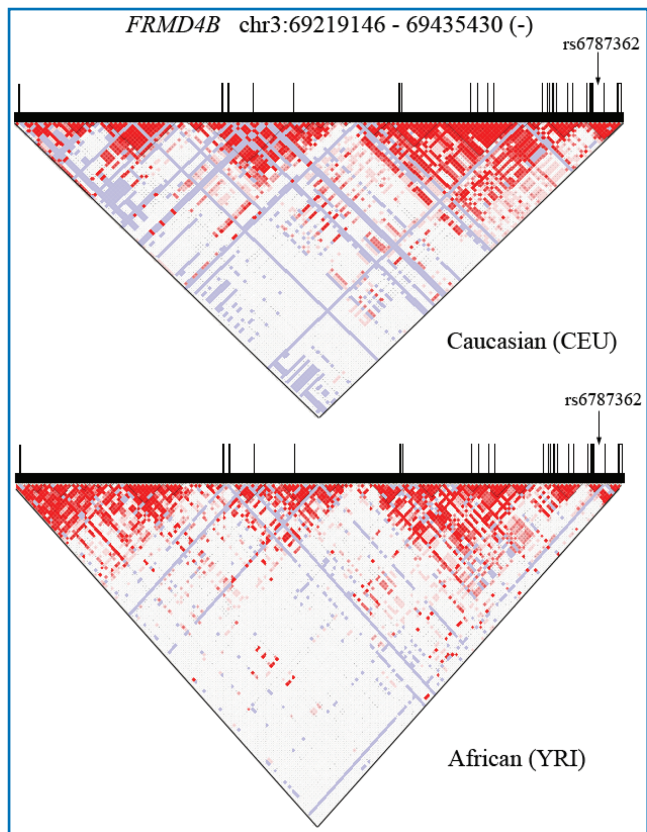 FRMD4B chr3:69219146 - 69435430 (-)
rs6787362
Caucasian (CEU)
rs6787362
African (YRI)